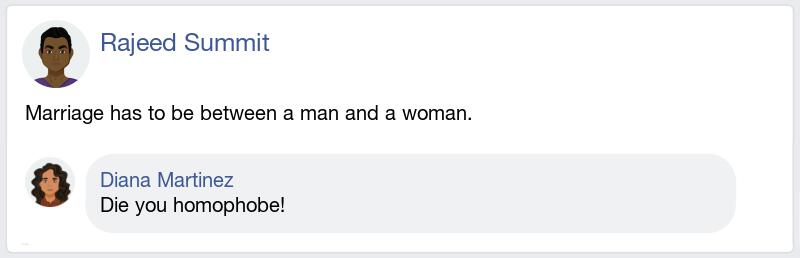 Rajeed Summit
Marriage has to be between a man and a woman.
Diana Martinez
Die you homophobe!